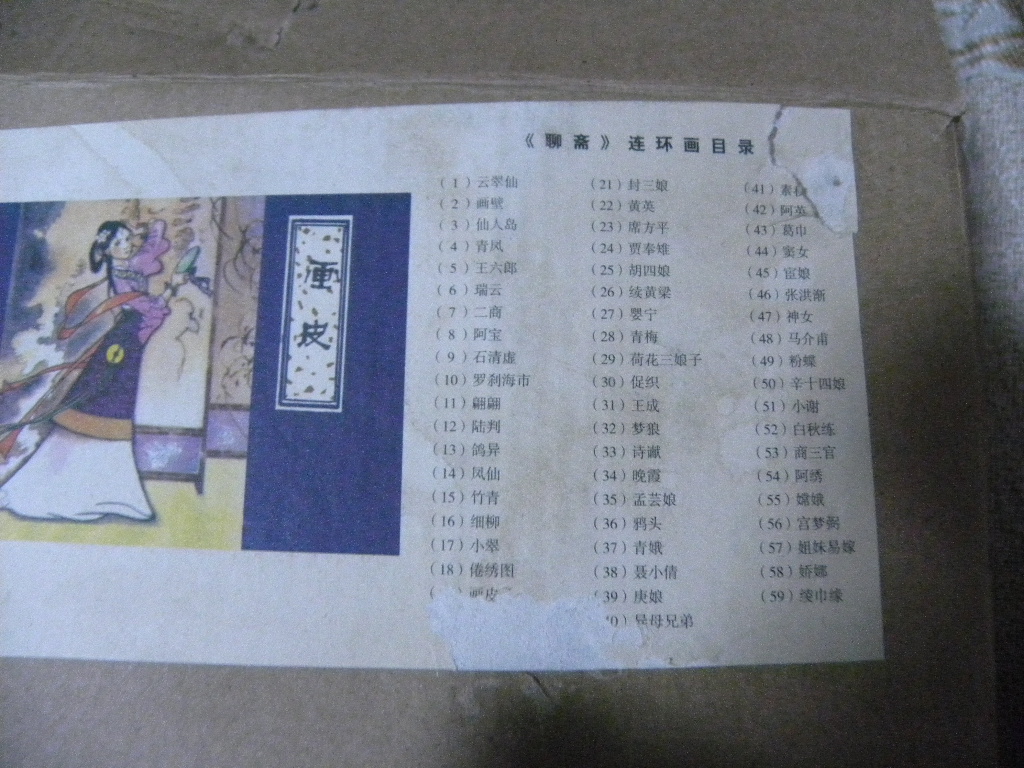 《聊斋》连环画目录
画皮
(1)云翠仙
(2)画壁
(3)仙人岛
(4)青凤
(5)王六郎
(6)瑞云
(7)二商
(8)阿宝
(9)石清虚
(10)罗刹海市
(11)翩翩
(12)陆判
(13)鸽异
(14)凤仙
(15)竹青
(16)细柳
(17)小翠
(18)倦绣图
画皮
(21)封三娘
(22)黄英
(23)席方平
(24)贾奉雉
(25)胡四娘
(26)续黄梁
(27)婴宁
(28)青梅
(29)荷花三娘子
(30)促织
(31)王成
(32)梦狼
(33)诗谳
(34)晚霞
(35)孟芸娘
(36)鸦头
(37)青娥
(38)聂小倩
(39)庚娘
母兄弟
(41)素
(42)阿英
(43)葛巾
(44)窦女
(45)宦娘
(46)张洪渐
(47)神女
(48)马介甫
(49)粉蝶
(50)辛十四娘
(51)小谢
(52)白秋练
(53)商三官
(54)阿绣
(55)嫦娥
(56)宫梦弼
(57)姐妹易嫁
(58)娇娜
(59)绫巾缘